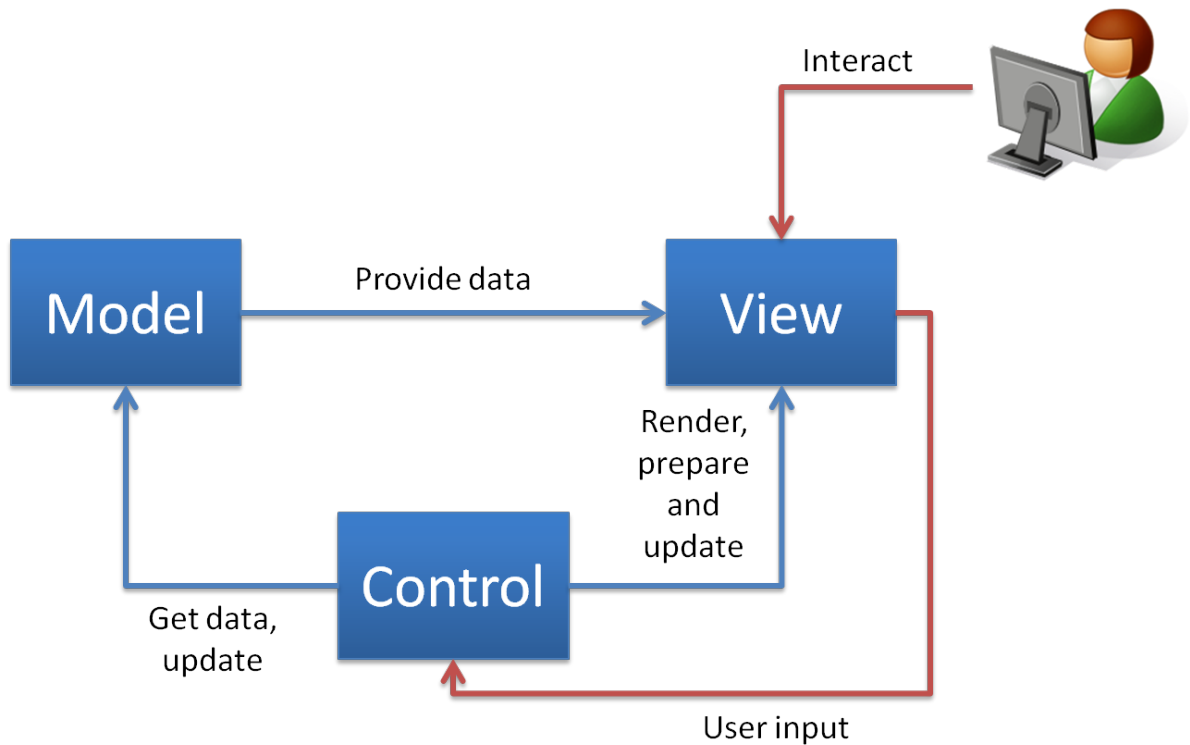 Interact
Provide data
Model
View
Render,
prepare
and
update
Control
Get data,
update
User input